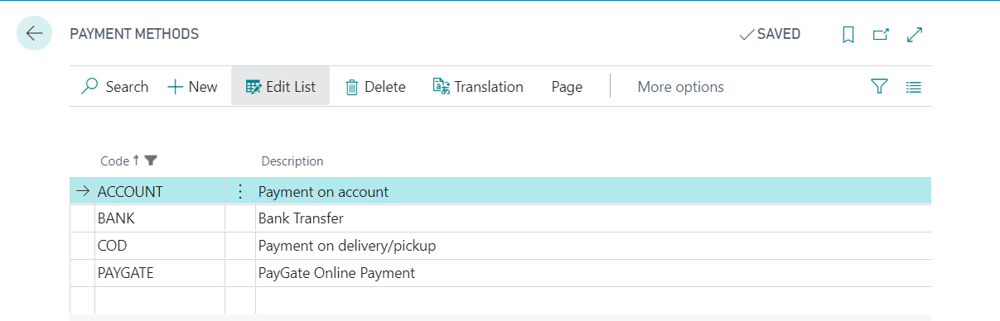 PAYMENT METHODS
SAVED
Search New Edit List Delete Translation Page More options
Code Description
ACCOUNT Payment on account
BANK Bank Transfer
COD Payment on delivery/pickup
PAYGATE PayGate Online Payment